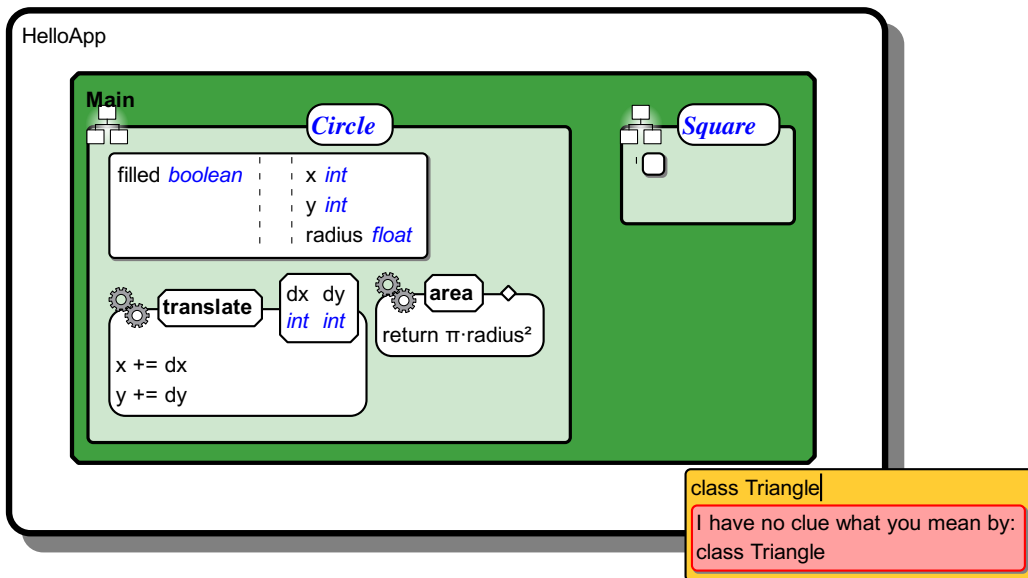 HelloApp
Main
Circle
Square
filled boolean
x int
y int
radius float
translate
dx dy
int int
area
return π·radius²
x += dx
y += dy
class Triangle
I have no clue what you mean by:
class Triangle